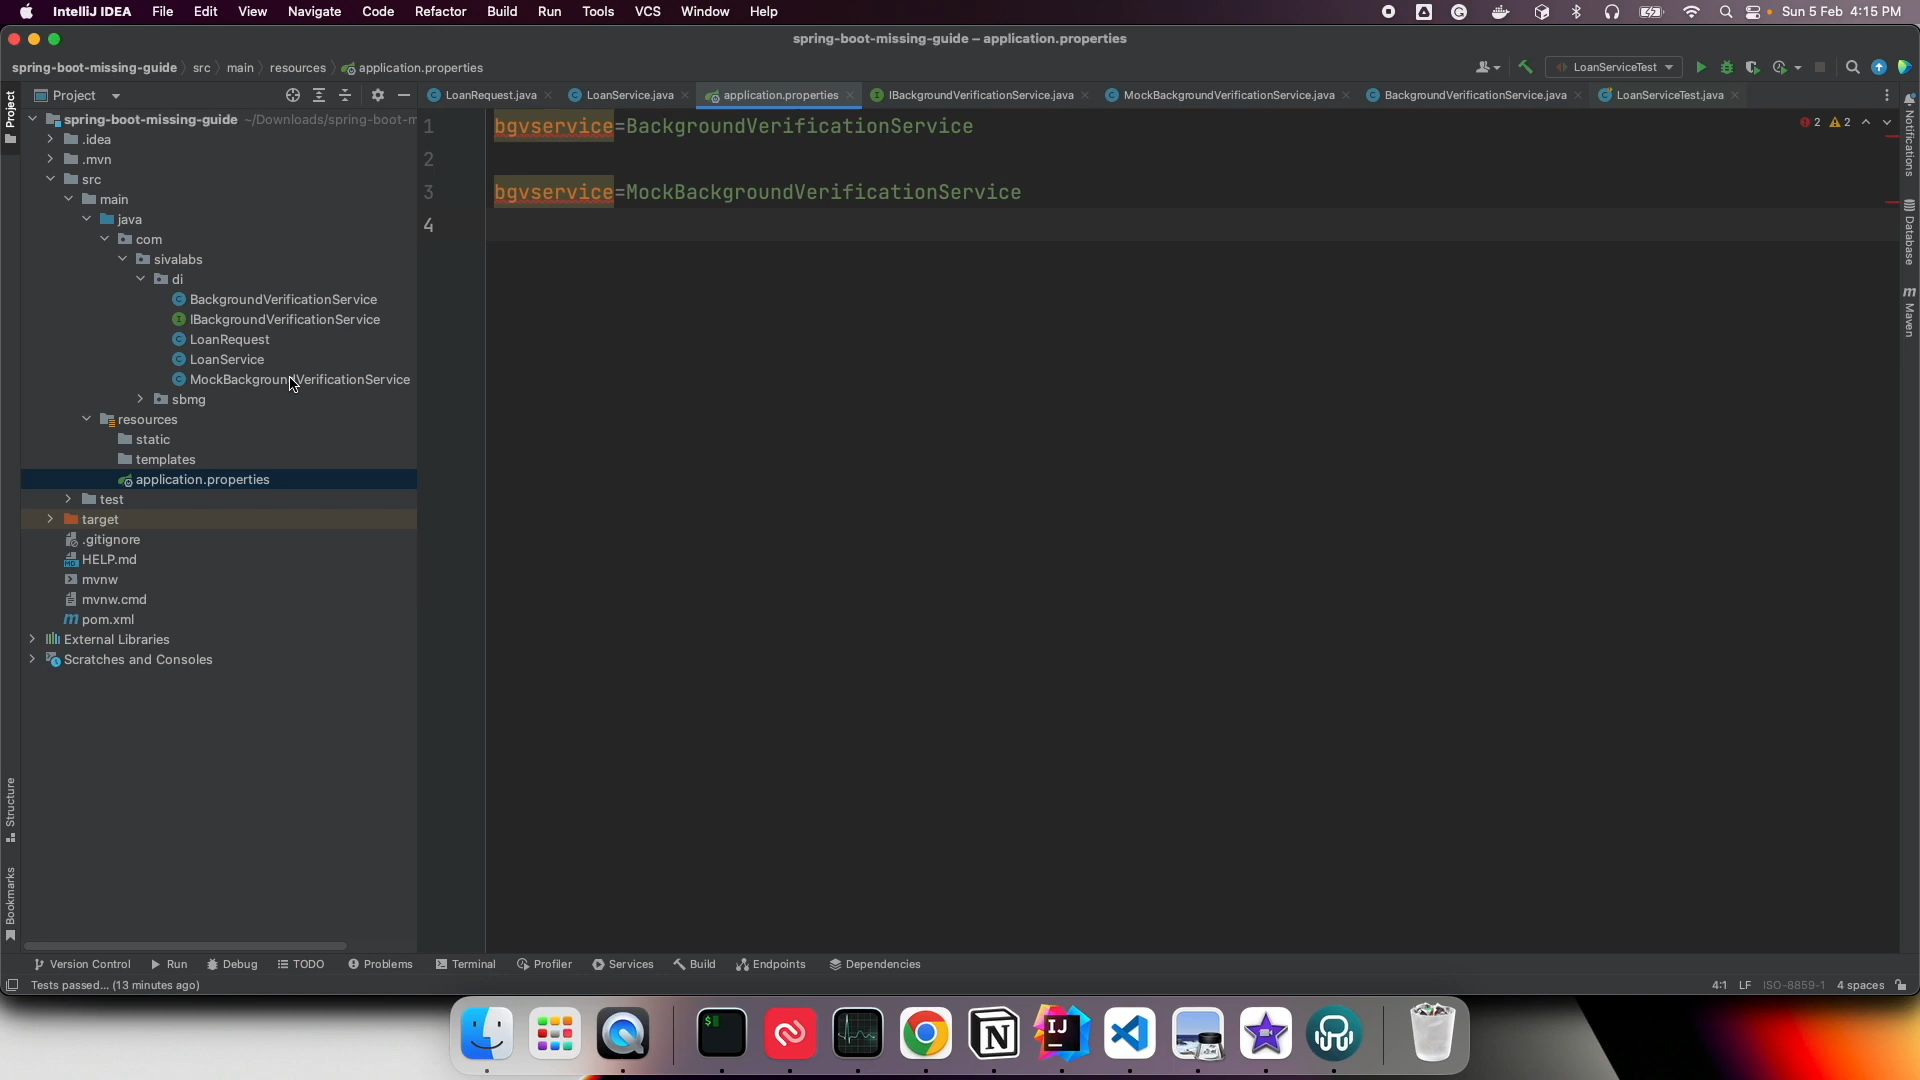 IntelliJ IDEA File Edit View Navigate Code Refactor Build Run Tools VCS Window Help Sun 5 Feb 4:15 PM
spring-boot-missing-guide – application.properties
spring-boot-missing-guide src main resources application.properties LoanServiceTest
Project LoanRequest.java LoanService.java application.properties IBackgroundVerificationService.java MockBackgroundVerificationService.java BackgroundVerificationService.java LoanServiceTest.java
Project
Notifications
Database
Maven
Structure
Bookmarks
spring-boot-missing-guide ~/Downloads/spring-boot-m
.idea
.mvn
src
main
java
com
sivalabs
di
BackgroundVerificationService
IBackgroundVerificationService
LoanRequest
LoanService
MockBackgroundVerificationService
sbmg
resources
static
templates
application.properties
test
target
.gitignore
HELP.md
mvnw
mvnw.cmd
pom.xml
External Libraries
Scratches and Consoles
1 bgvservice=BackgroundVerificationService 2 2
2
3 bgvservice=MockBackgroundVerificationService
4
Version Control Run Debug TODO Problems Terminal Profiler Services Build Endpoints Dependencies
Tests passed... (13 minutes ago) 4:1 LF ISO-8859-1 4 spaces